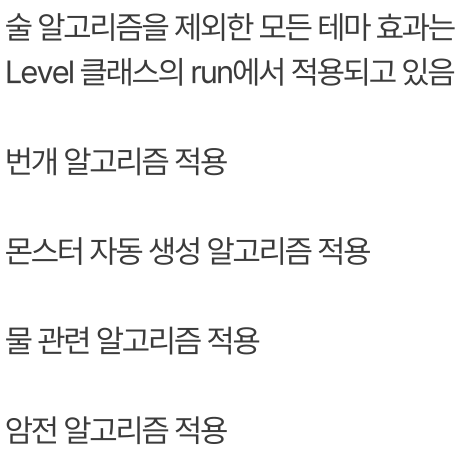 술 알고리즘을 제외한 모든 테마 효과는
Level 클래스의 run에서 적용되고 있음
번개 알고리즘 적용
몬스터 자동 생성 알고리즘 적용
물 관련 알고리즘 적용
암전 알고리즘 적용